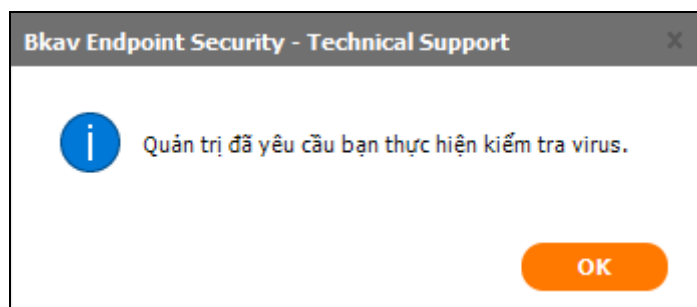 Bkav Endpoint Security - Technical Support
Quản trị đã yêu cầu bạn thực hiện kiểm tra virus.
OK